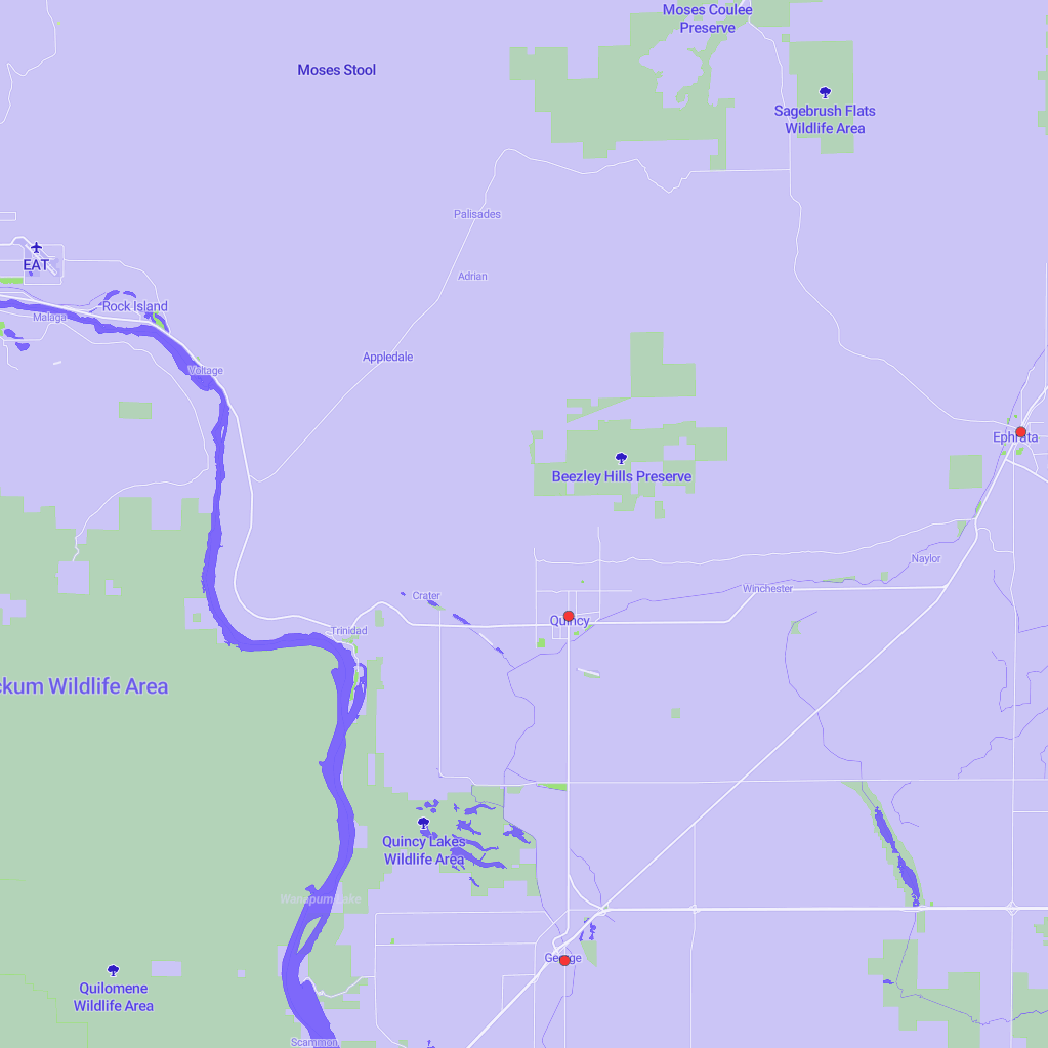 Moses Coulee
Preserve
Moses Stool
Sagebrush Flats
Wildlife Area
Palisades
EAT
Adrian
Rock Island
Malaga
Appledale
Voltage
Ephrata
Beezley Hills Preserve
Naylor
Winchester
Crater
Quincy
Trinidad
ckum Wildlife Area
Quincy Lakes
Wildlife Area
Wanapum Lake
George
Quilomene
Wildlife Area
Scammon